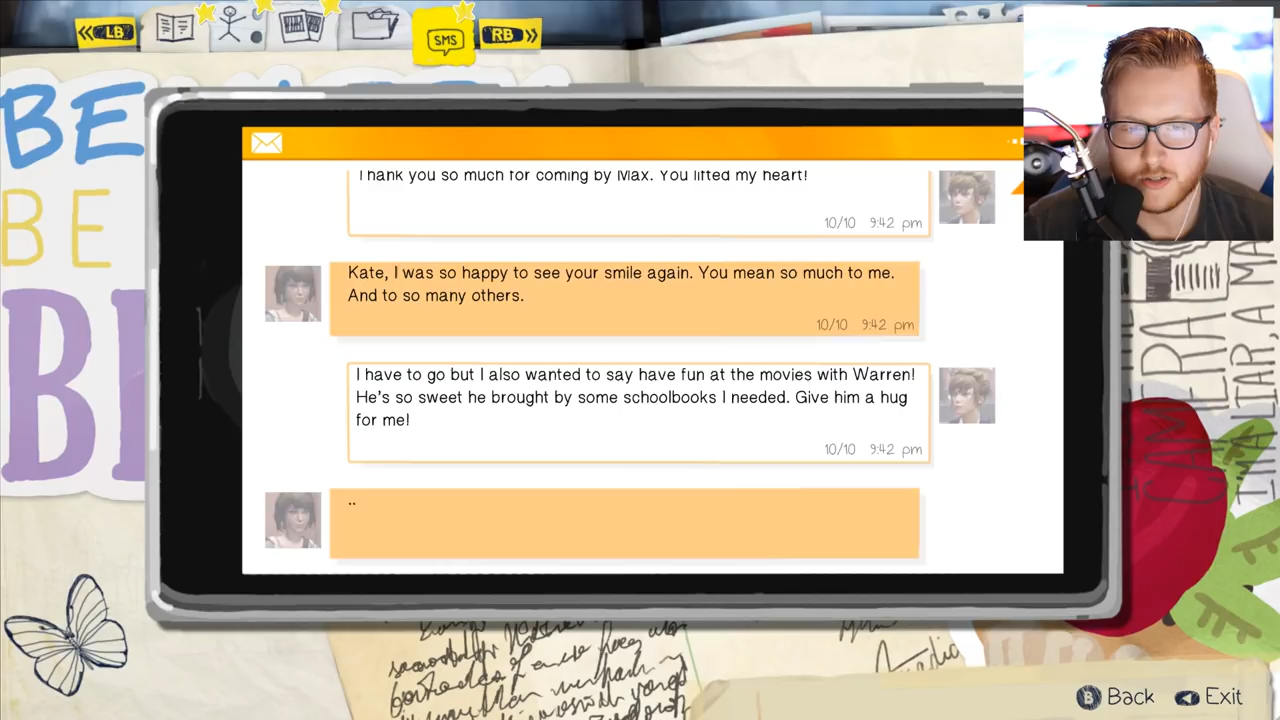 LB
SMS
RB
BE
BE
Thank you so much for coming by Max. You lifted my heart!
10/10 9:42 pm
Kate, I was so happy to see your smile again. You mean so much to me.
And to so many others.
10/10 9:42 pm
I have to go but I also wanted to say have fun at the movies with Warren!
He's so sweet he brought by some schoolbooks I needed. Give him a hug
for me!
10/10 9:42 pm
..
CAMERA
B Back
Exit